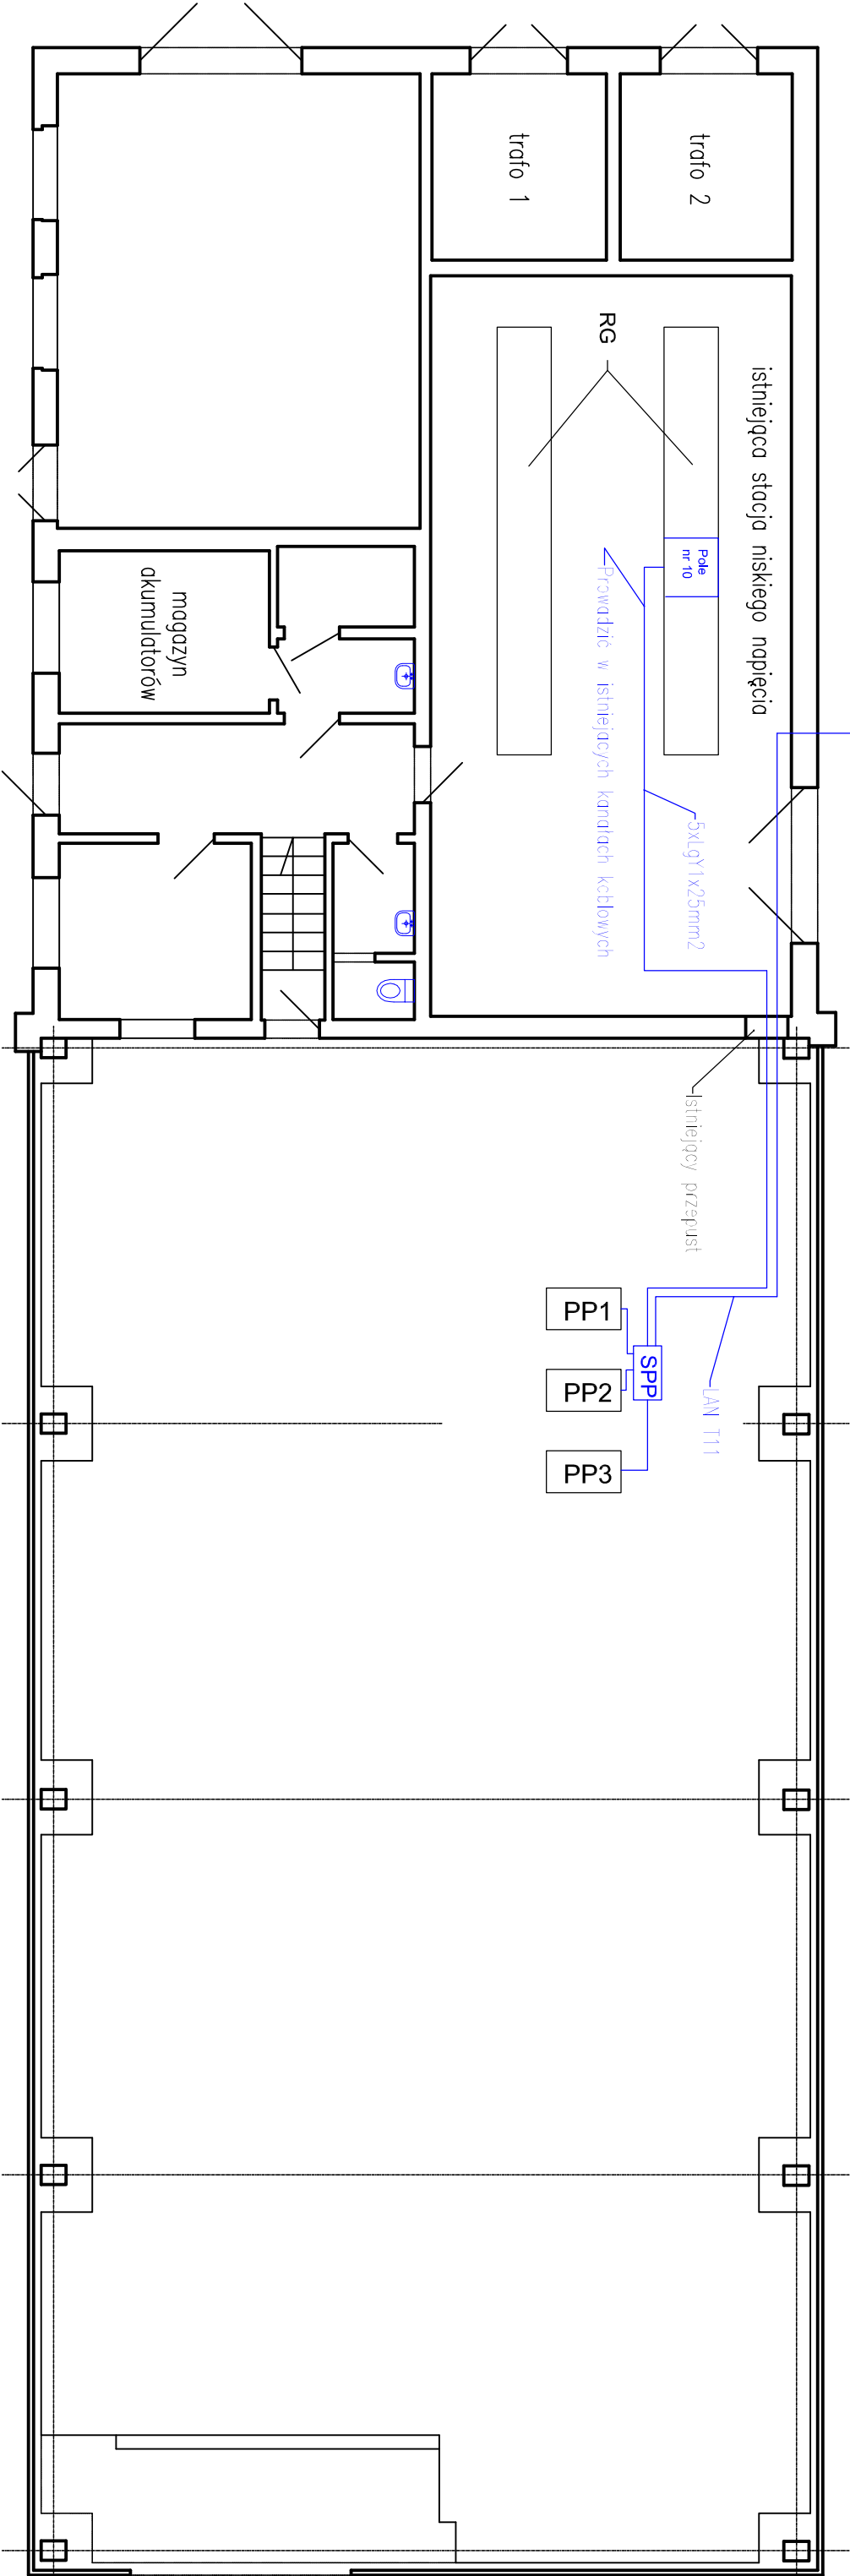 trafo 2
trafo 1
istniejąca stacja niskiego napięcia
RG
Pole
nr 10
Prowadzić w istniejacych kanałach kablowych
5xLgY1x25mm2
magazyn
akumulatorów
Istniejący przepust
LAN T11
SPP
PP1
PP2
PP3